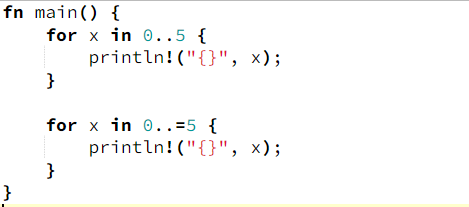 fn main() {
    for x in 0..5 {
        println!("{}", x);
    }

    for x in 0..=5 {
        println!("{}", x);
    }
}